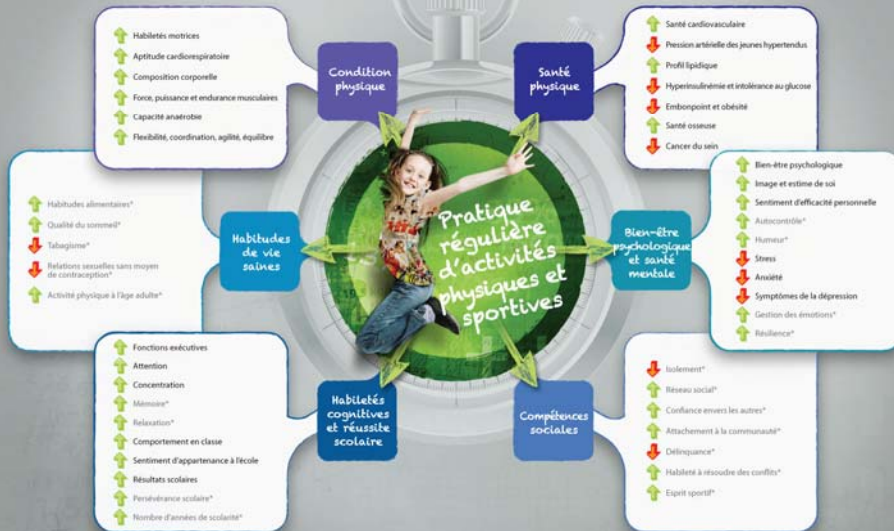 Condition
physique
Habiletés motrices
Aptitude cardiorespiratoire
Composition corporelle
Force, puissance et endurance musculaires
Capacité anaérobie
Flexibilité, coordination, agilité, équilibre
Santé
physique
Santé cardiovasculaire
Pression artérielle des jeunes hypertendus
Profil lipidique
Hyperinsulinémie et intolérance au glucose
Embonpoint et obésité
Santé osseuse
Cancer du sein
Habitudes
de vie
saines
Habitudes alimentaires*
Qualité du sommeil*
Tabagisme*
Relations sexuelles sans moyen
de contraception*
Activité physique à l'âge adulte*
Pratique
régulière
d'activités
physiques et
sportives
Bien-être
psychologique
et santé
mentale
Bien-être psychologique
Image et estime de soi
Sentiment d'efficacité personnelle
Autocontrôle*
Humeur*
Stress
Anxiété
Symptômes de la dépression
Gestion des émotions*
Résilience*
Habiletés
cognitives
et réussite
scolaire
Fonctions exécutives
Attention
Concentration
Mémoire*
Relaxation*
Comportement en classe
Sentiment d'appartenance à l'école
Résultats scolaires
Persévérance scolaire*
Nombre d'années de scolarité*
Compétences
sociales
Isolement*
Réseau social*
Confiance envers les autres*
Attachement à la communauté*
Délinquance*
Habileté à résoudre des conflits*
Esprit sportif*